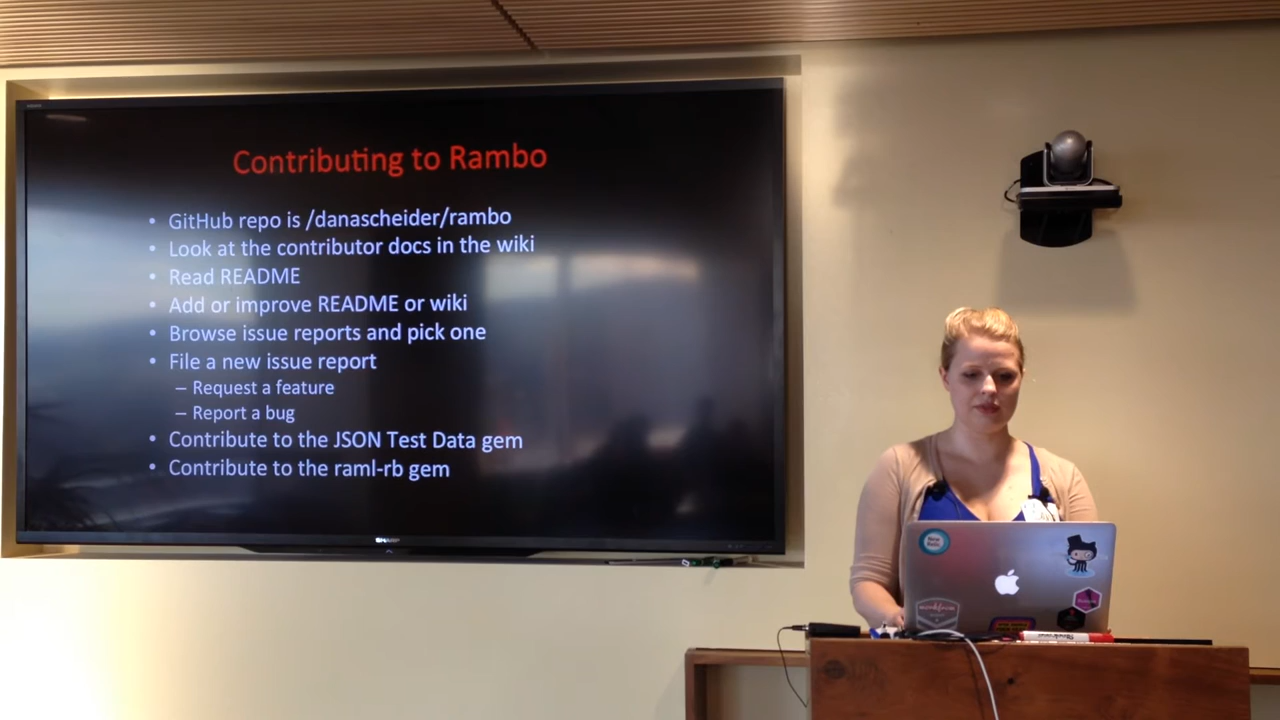 Contributing to Rambo
• GitHub repo is /danascheider/rambo
• Look at the contributor docs in the wiki
• Read README
• Add or improve README or wiki
• Browse issue reports and pick one
• File a new issue report
– Request a feature
– Report a bug
• Contribute to the JSON Test Data gem
• Contribute to the raml-rb gem
SHARP